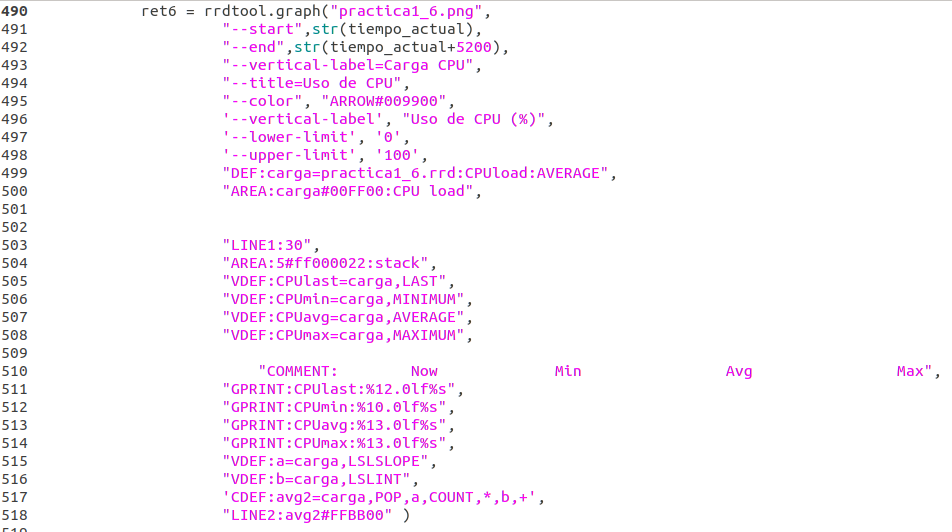 490 ret6 = rrdtool.graph("practica1_6.png",
491 "--start",str(tiempo_actual),
492 "--end",str(tiempo_actual+5200),
493 "--vertical-label=Carga CPU",
494 "--title=Uso de CPU",
495 "--color", "ARROW#009900",
496 '--vertical-label', "Uso de CPU (%)",
497 '--lower-limit', '0',
498 '--upper-limit', '100',
499 "DEF:carga=practica1_6.rrd:CPUload:AVERAGE",
500 "AREA:carga#00FF00:CPU load",
501
502
503 "LINE1:30",
504 "AREA:5#ff000022:stack",
505 "VDEF:CPUlast=carga,LAST",
506 "VDEF:CPUmin=carga,MINIMUM",
507 "VDEF:CPUavg=carga,AVERAGE",
508 "VDEF:CPUmax=carga,MAXIMUM",
509
510 "COMMENT: Now Min Avg Max",
511 "GPRINT:CPUlast:%12.0lf%s",
512 "GPRINT:CPUmin:%10.0lf%s",
513 "GPRINT:CPUavg:%13.0lf%s",
514 "GPRINT:CPUmax:%13.0lf%s",
515 "VDEF:a=carga,LSLSLOPE",
516 "VDEF:b=carga,LSLINT",
517 'CDEF:avg2=carga,POP,a,COUNT,*,b,+',
518 "LINE2:avg2#FFBB00" )